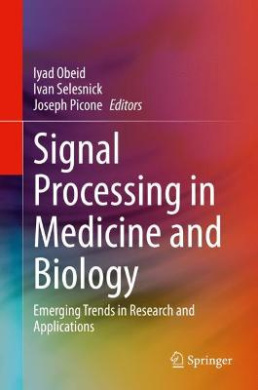 Iyad Obeid
Ivan Selesnick
Joseph Picone Editors
Signal
Processing in
Medicine and
Biology
Emerging Trends in Research and
Applications
Springer